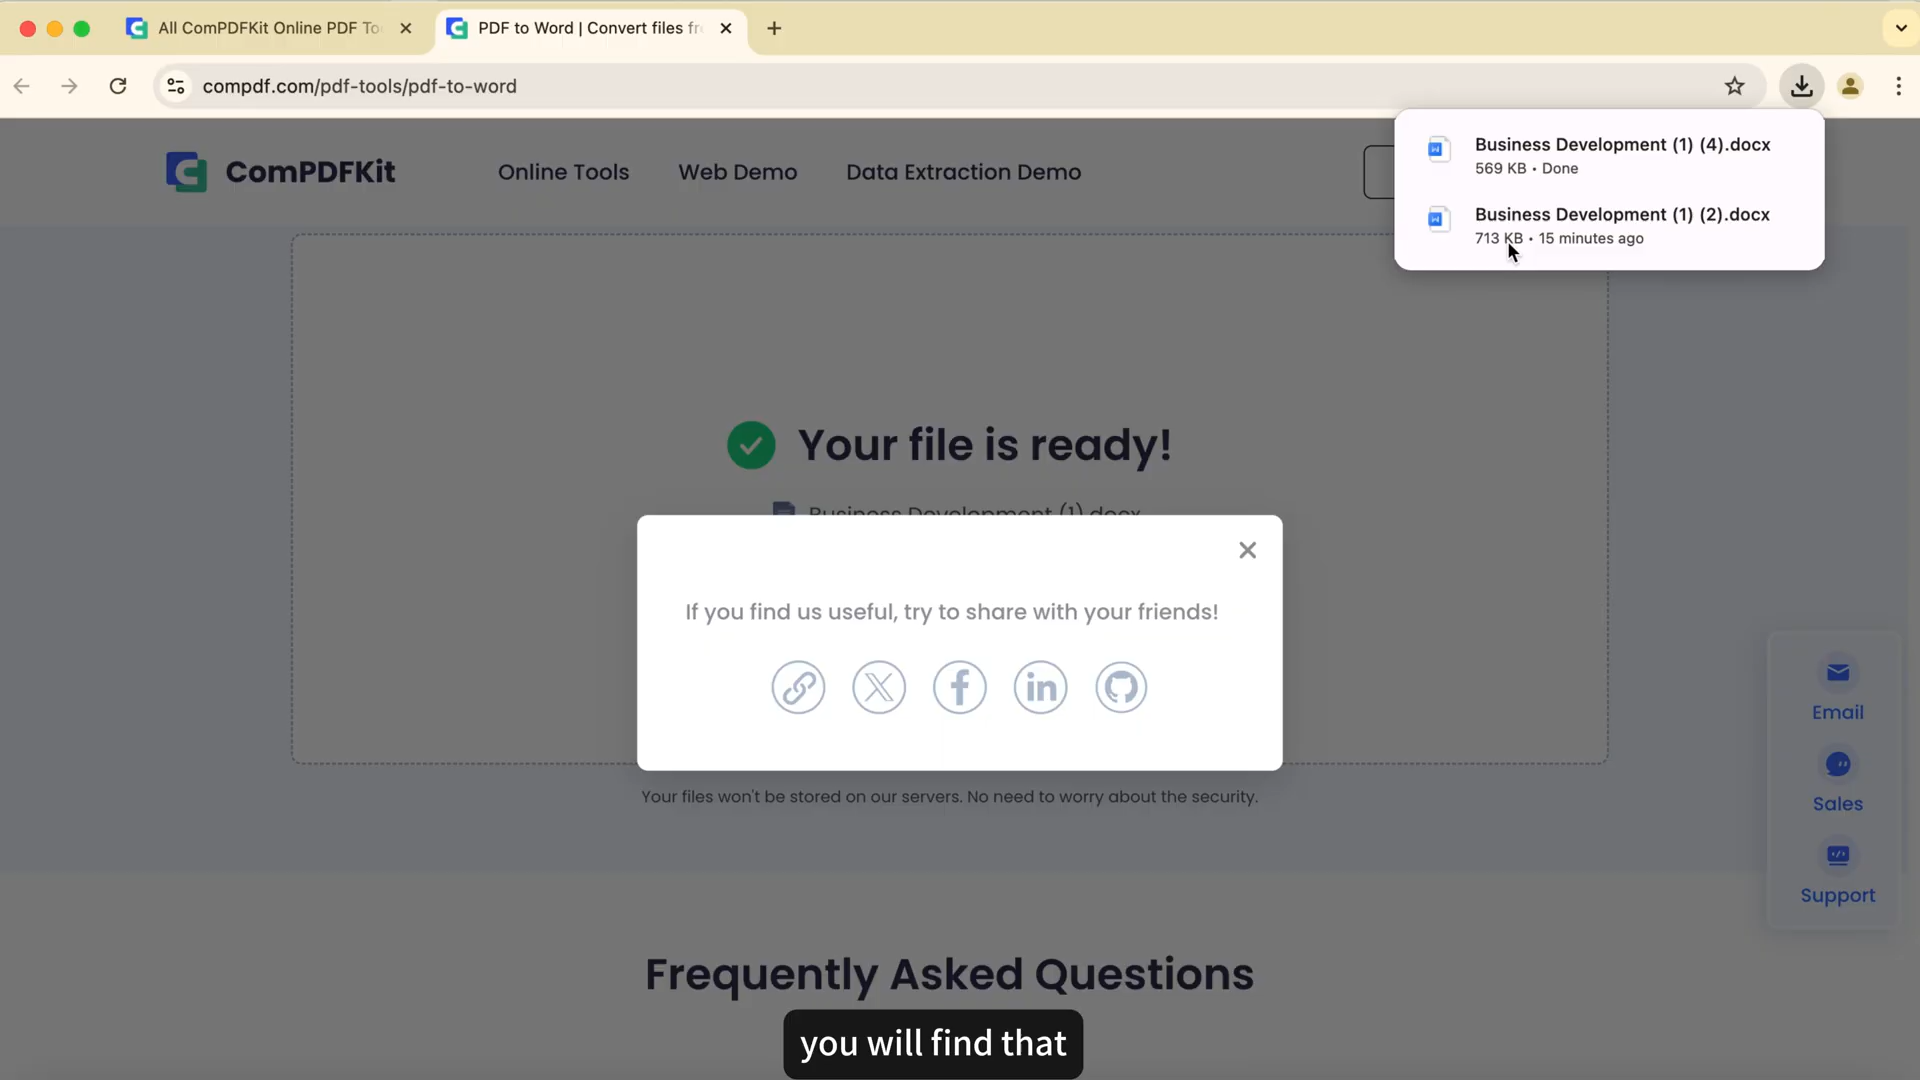 All ComPDFKit Online PDF To
PDF to Word | Convert files fr
compdf.com/pdf-tools/pdf-to-word
ComPDFKit
Online Tools
Web Demo
Data Extraction Demo
Business Development (1) (4).docx
569 KB • Done
Business Development (1) (2).docx
713 KB • 15 minutes ago
Your file is ready!
Business Development (1).docx
If you find us useful, try to share with your friends!
Your files won't be stored on our servers. No need to worry about the security.
Email
Sales
Support
Frequently Asked Questions
you will find that